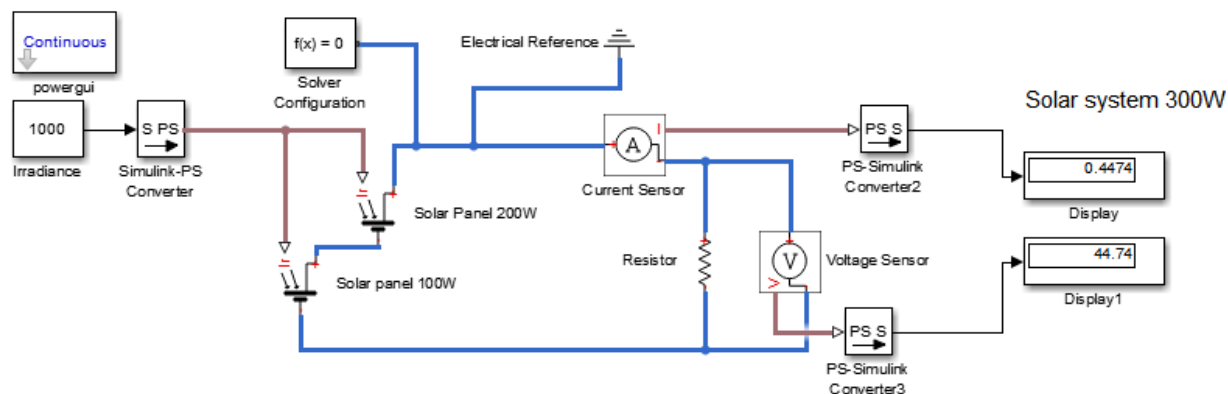 Continuous
powergui
f(x) = 0
Solver
Configuration
Electrical Reference
Solar system 300W
1000
Irradiance
S PS
Simulink-PS
Converter
A
I
Current Sensor
PS S
PS-Simulink
Converter2
0.4474
Display
Ir
Solar Panel 200W
Ir
Solar panel 100W
Resistor
V
V
Voltage Sensor
44.74
Display1
PS S
PS-Simulink
Converter3